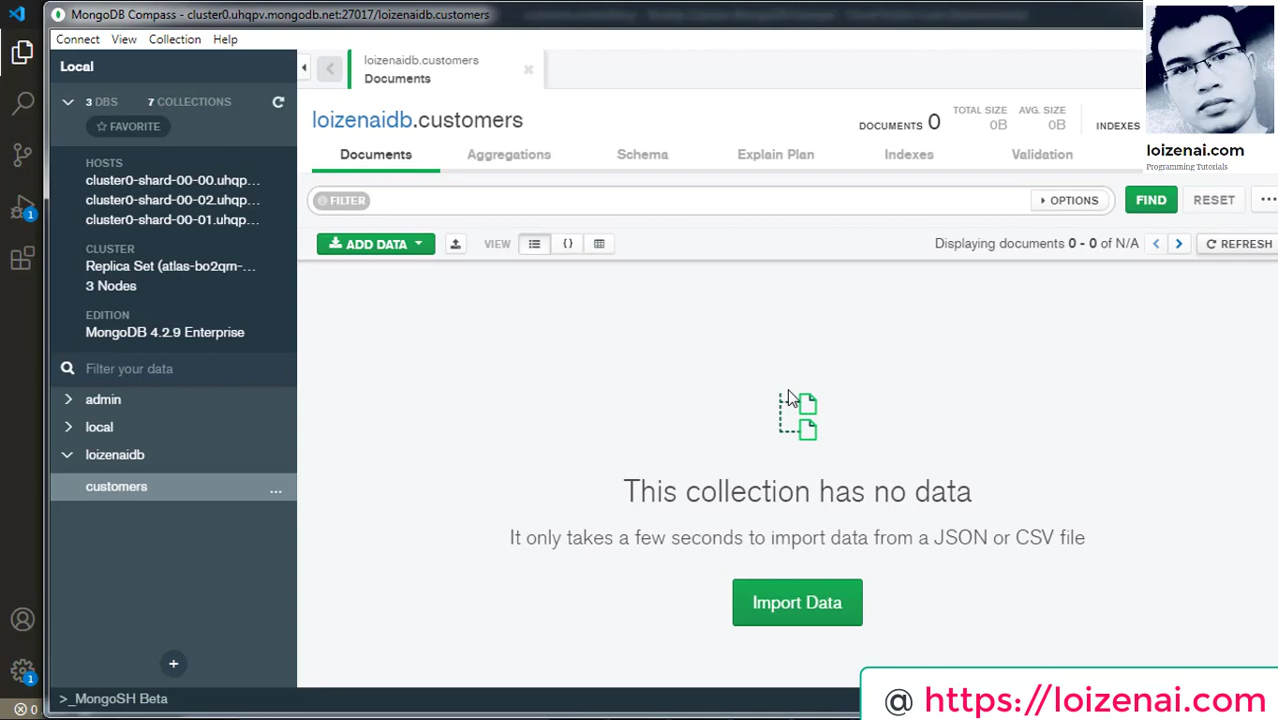 MongoDB Compass - cluster0.uhqpv.mongodb.net:27017/loizenaidb.customers
Connect View Collection Help
Local
3 DBS 7 COLLECTIONS
FAVORITE
HOSTS
cluster0-shard-00-00.uhqp...
cluster0-shard-00-02.uhqp...
cluster0-shard-00-01.uhqp...
CLUSTER
Replica Set (atlas-bo2qrn-...
3 Nodes
EDITION
MongoDB 4.2.9 Enterprise
Filter your data
admin
local
loizenaidb
customers ...
>_MongoSH Beta
loizenaidb.customers
Documents
loizenaidb.customers
DOCUMENTS 0
TOTAL SIZE
0B
AVG. SIZE
0B
INDEXES
Documents Aggregations Schema Explain Plan Indexes Validation
FILTER OPTIONS FIND RESET ...
ADD DATA VIEW {} Displaying documents 0 - 0 of N/A < > REFRESH
This collection has no data
It only takes a few seconds to import data from a JSON or CSV file
Import Data
loizenai.com
Programming Tutorials
@ https://loizenai.com
1
1
0